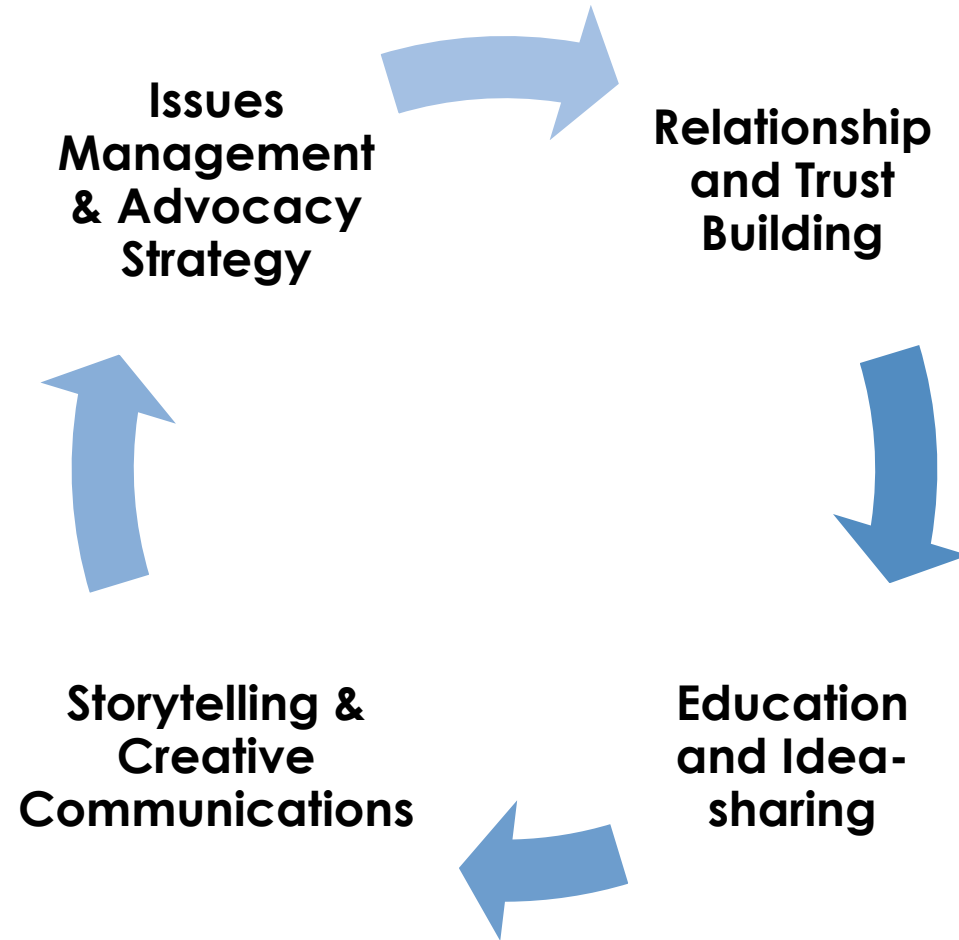 Issues
Management
& Advocacy
Strategy
Relationship
and Trust
Building
Education
and Idea-
sharing
Storytelling &
Creative
Communications